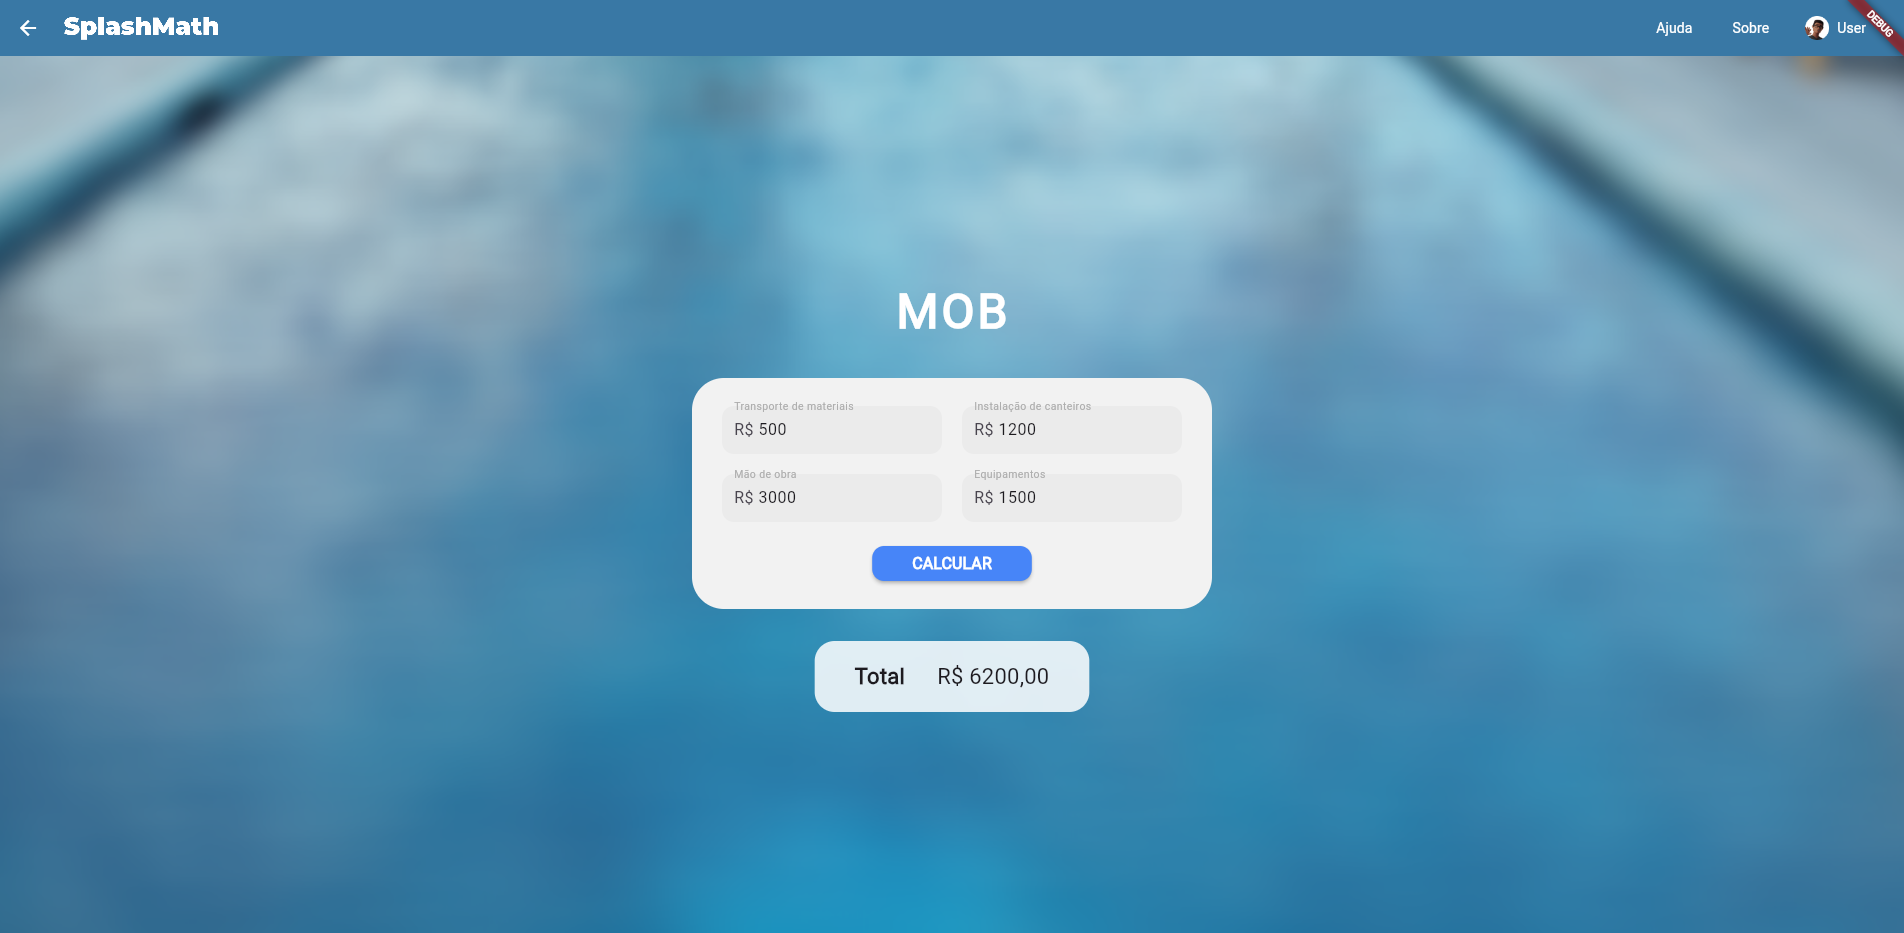 SplashMath
Ajuda
Sobre
User
DEBUG
MOB
Transporte de materiais
Instalação de canteiros
R$ 500
R$ 1200
Mão de obra
Equipamentos
R$ 3000
R$ 1500
CALCULAR
Total R$ 6200,00